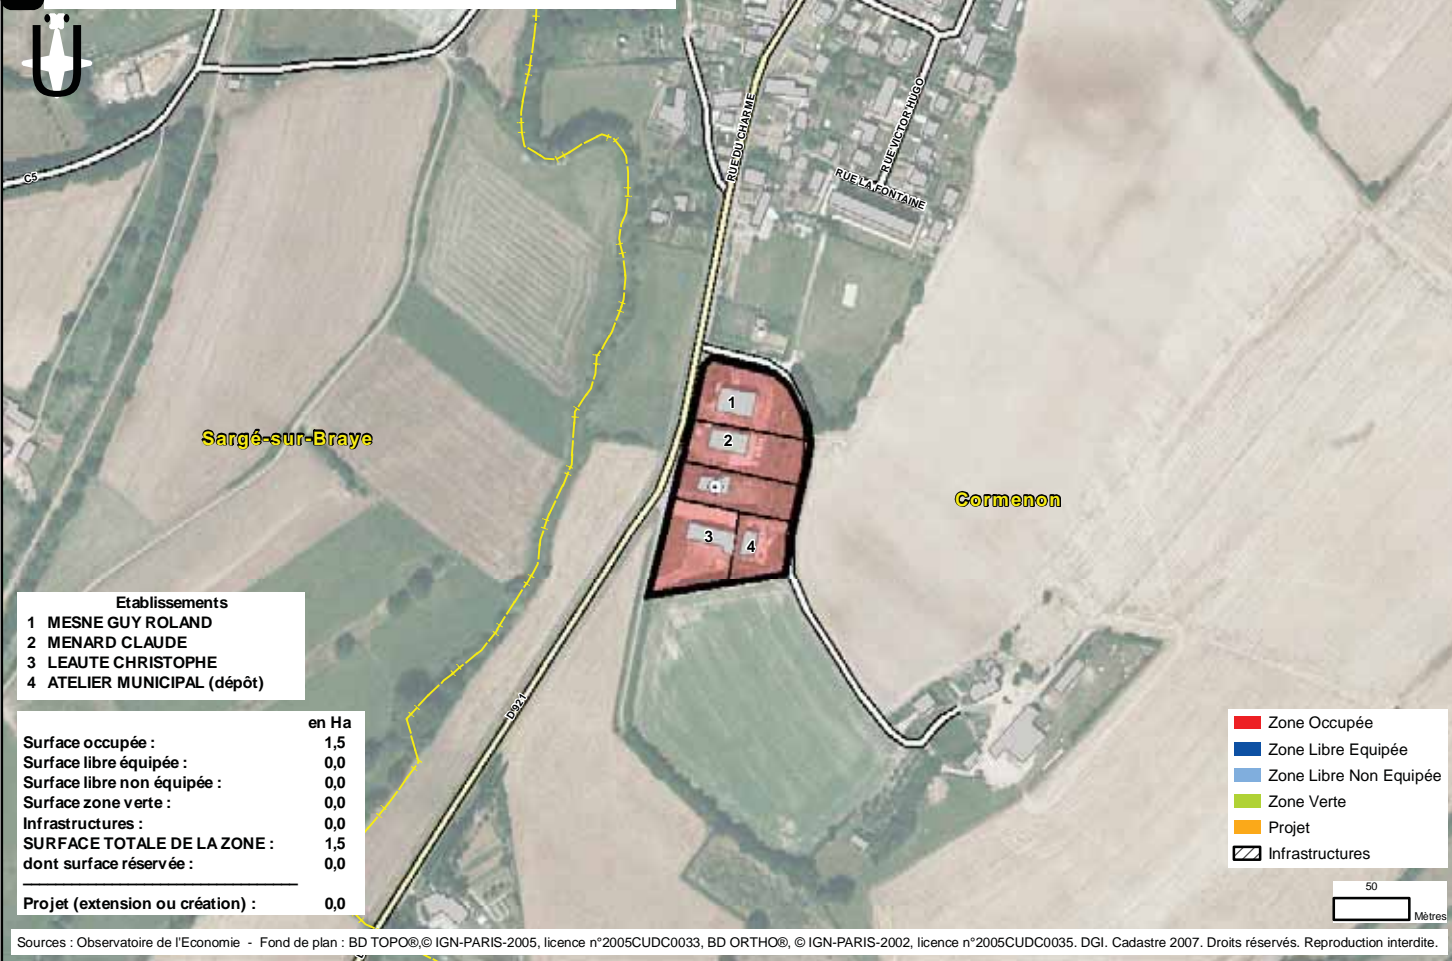 C5
RUE DU CHARME
RUE VICTOR HUGO
RUE LA FONTAINE
Sargé-sur-Braye
Cormenon
1
2
3
4
D921
Etablissements
1 MESNE GUY ROLAND
2 MENARD CLAUDE
3 LEAUTE CHRISTOPHE
4 ATELIER MUNICIPAL (dépôt)
en Ha
Surface occupée : 1,5
Surface libre équipée : 0,0
Surface libre non équipée : 0,0
Surface zone verte : 0,0
Infrastructures : 0,0
SURFACE TOTALE DE LA ZONE : 1,5
dont surface réservée : 0,0
Projet (extension ou création) : 0,0
Zone Occupée
Zone Libre Equipée
Zone Libre Non Equipée
Zone Verte
Projet
Infrastructures
50
Mètres
Sources : Observatoire de l'Economie - Fond de plan : BD TOPO®,© IGN-PARIS-2005, licence n°2005CUDC0033, BD ORTHO®, © IGN-PARIS-2002, licence n°2005CUDC0035. DGI. Cadastre 2007. Droits réservés. Reproduction interdite.